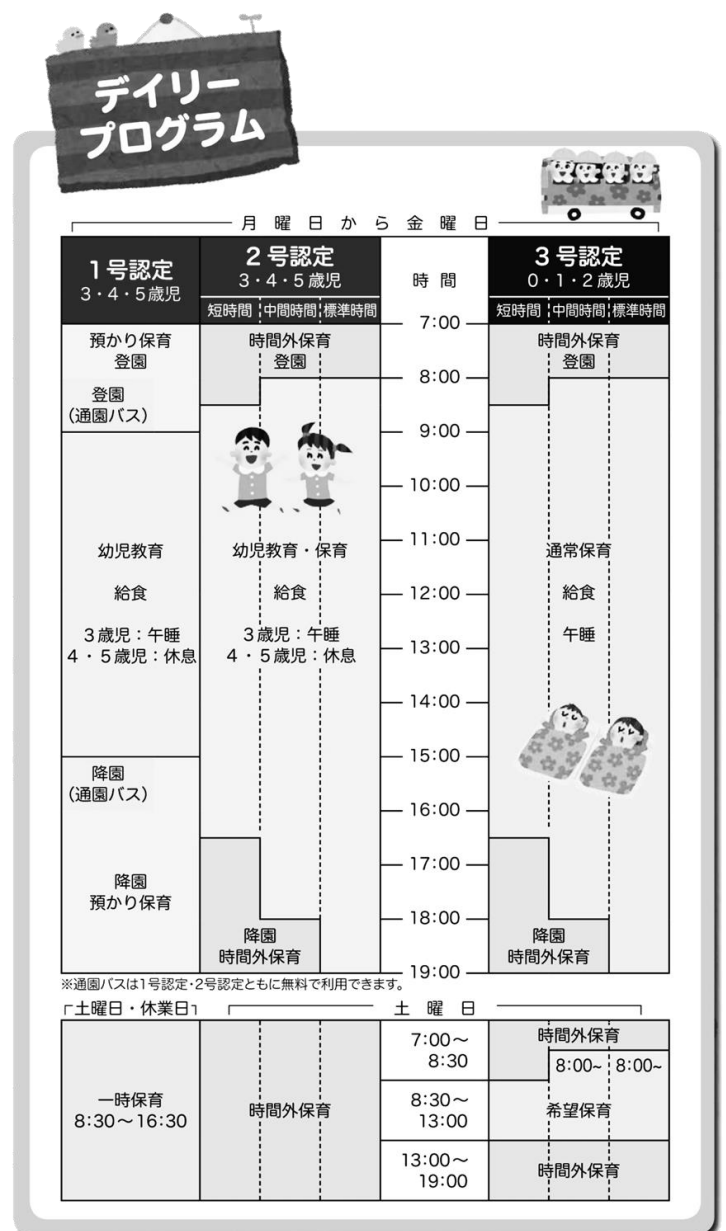 デイリー
プログラム
月曜日から金曜日
1号認定
3・4・5歳児
2号認定
3・4・5歳児
短時間 中間時間 標準時間
時間
3号認定
0・1・2歳児
短時間 中間時間 標準時間
預かり保育
登園
登園
(通園バス)
幼児教育
給食
3歳児：午睡
4・5歳児：休息
降園
(通園バス)
降園
預かり保育
時間外保育
登園
幼児教育・保育
給食
3歳児：午睡
4・5歳児：休息
降園
時間外保育
7:00
8:00
9:00
10:00
11:00
12:00
13:00
14:00
15:00
16:00
17:00
18:00
19:00
時間外保育
登園
通常保育
給食
午睡
降園
時間外保育
※通園バスは1号認定・2号認定ともに無料で利用できます。
土曜日・休業日
土曜日
一時保育
8:30〜16:30
時間外保育
7:00〜
8:30
8:30〜
13:00
13:00〜
19:00
時間外保育
8:00~ 8:00~
希望保育
時間外保育